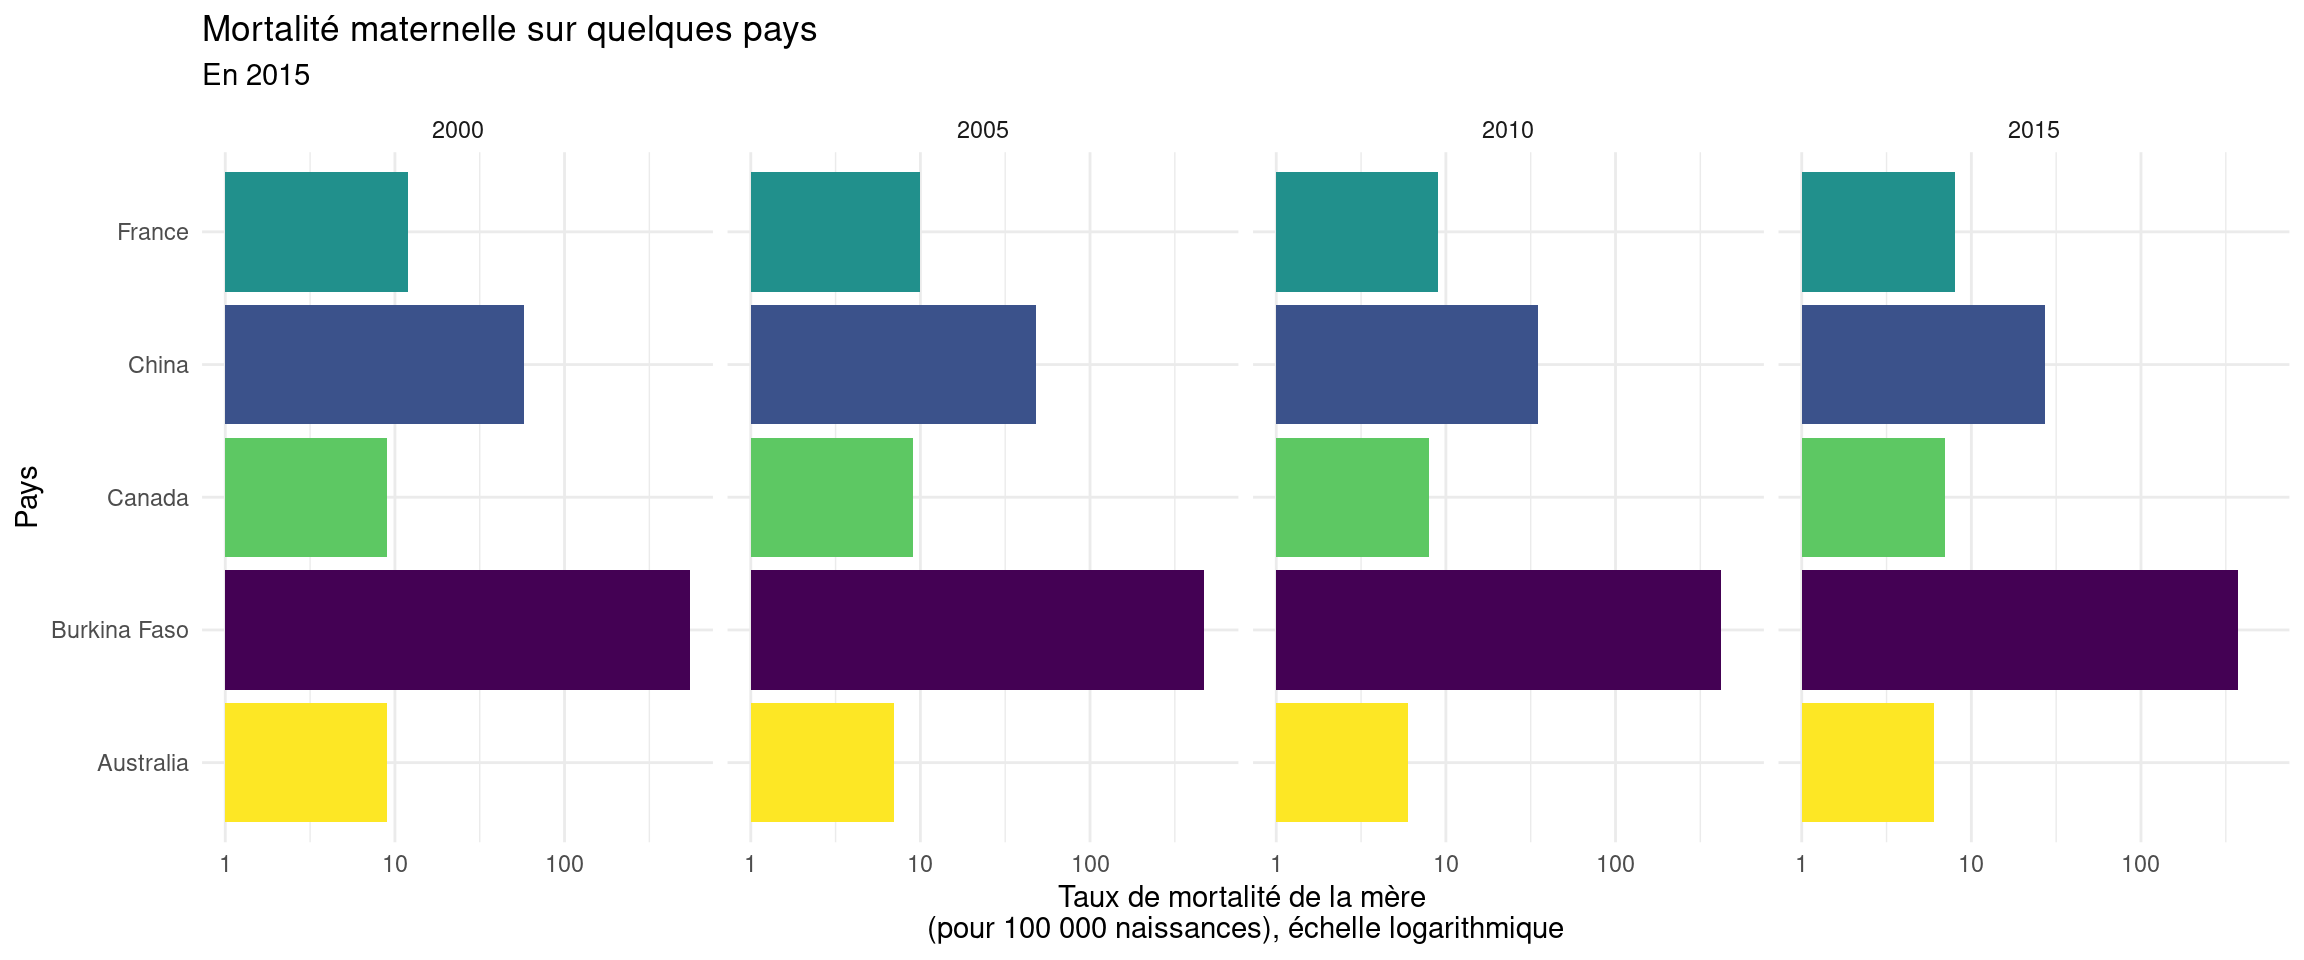 Mortalité maternelle sur quelques pays
En 2015
2000 2005 2010 2015
France
China
Canada
Burkina Faso
Australia
Pays
1 10 100 1 10 100 1 10 100 1 10 100
Taux de mortalité de la mère
(pour 100 000 naissances), échelle logarithmique